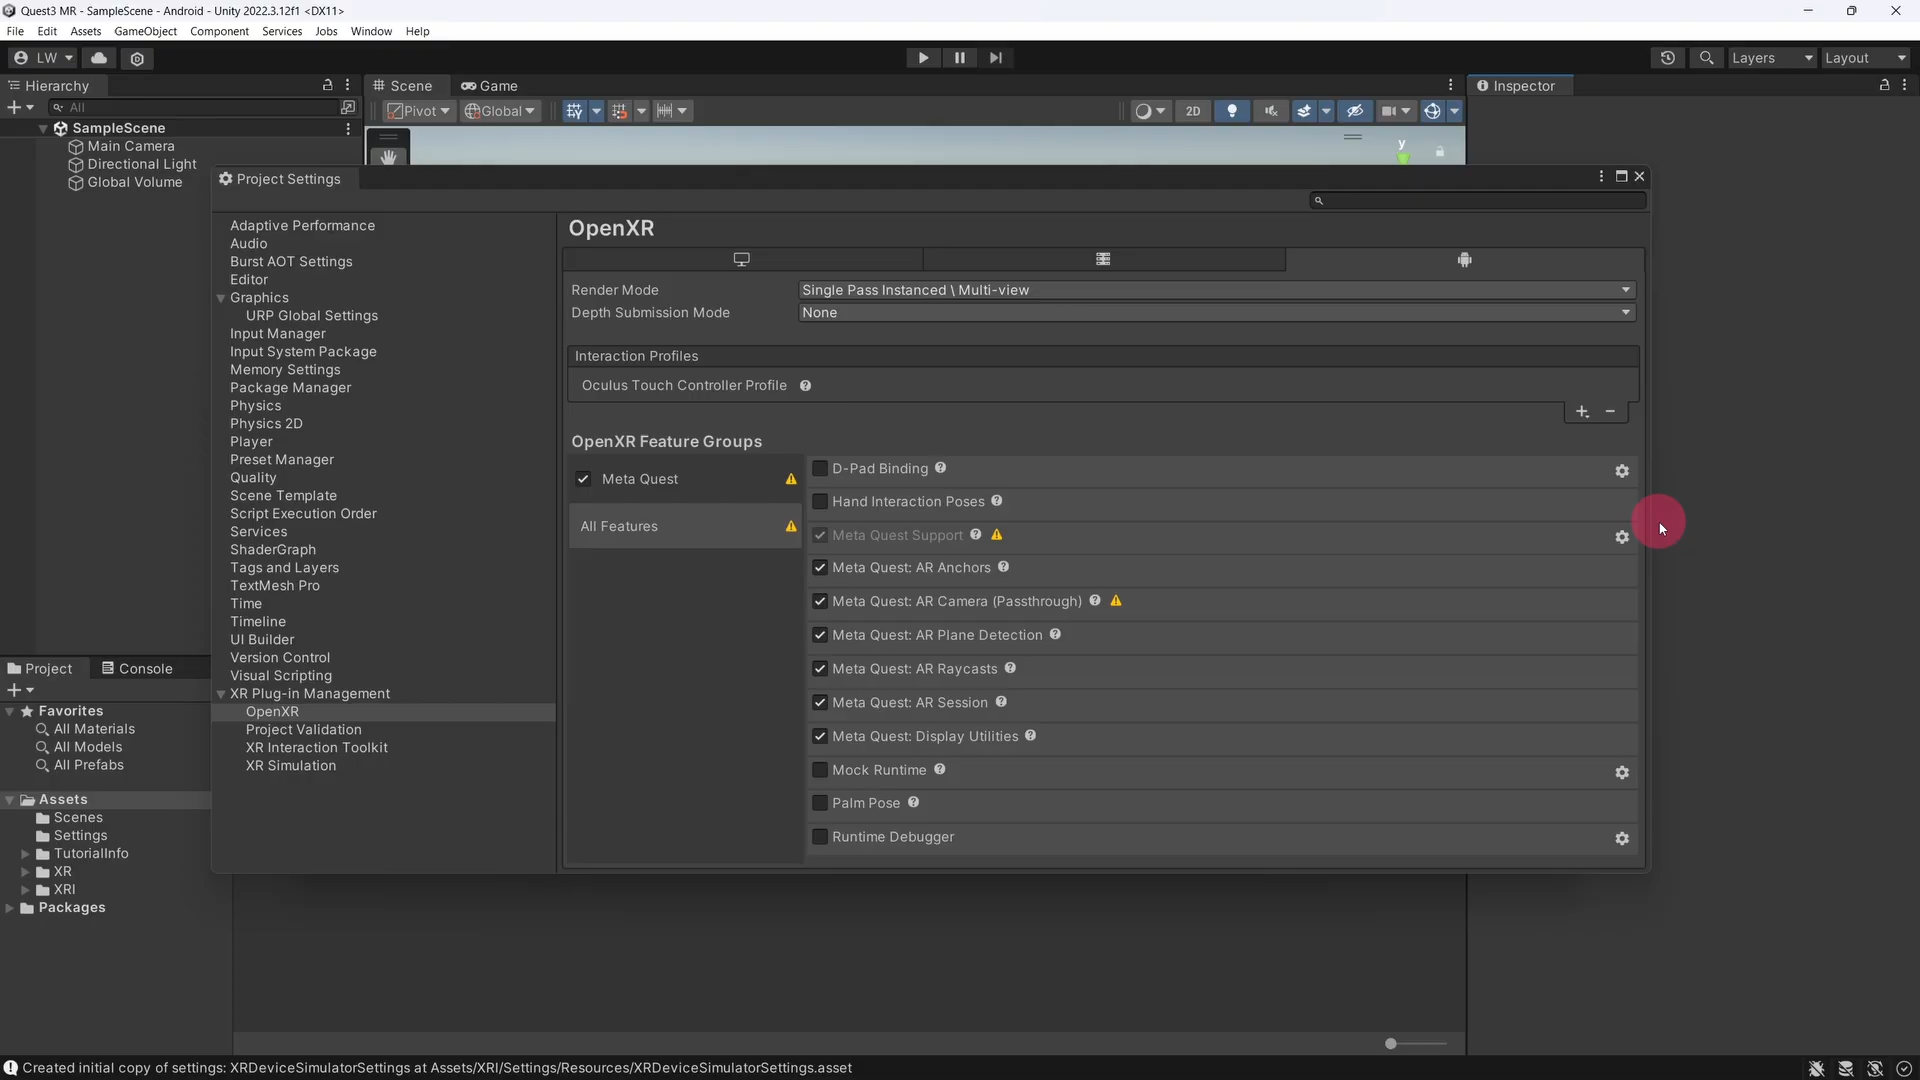 Quest3 MR - SampleScene - Android - Unity 2022.3.12f1 <DX11>
File Edit Assets GameObject Component Services Jobs Window Help
LW
Layers
Layout
Hierarchy
Scene
Game
Inspector
All
Pivot
Global
2D
SampleScene
Main Camera
Directional Light
Global Volume
y
Project Settings
Adaptive Performance
Audio
Burst AOT Settings
Editor
Graphics
URP Global Settings
Input Manager
Input System Package
Memory Settings
Package Manager
Physics
Physics 2D
Player
Preset Manager
Quality
Scene Template
Script Execution Order
Services
ShaderGraph
Tags and Layers
TextMesh Pro
Time
Timeline
UI Builder
Version Control
Visual Scripting
XR Plug-in Management
OpenXR
Project Validation
XR Interaction Toolkit
XR Simulation
OpenXR
Render Mode
Single Pass Instanced \ Multi-view
Depth Submission Mode
None
Interaction Profiles
Oculus Touch Controller Profile
OpenXR Feature Groups
Meta Quest
All Features
D-Pad Binding
Hand Interaction Poses
Meta Quest Support
Meta Quest: AR Anchors
Meta Quest: AR Camera (Passthrough)
Meta Quest: AR Plane Detection
Meta Quest: AR Raycasts
Meta Quest: AR Session
Meta Quest: Display Utilities
Mock Runtime
Palm Pose
Runtime Debugger
Project
Console
Favorites
All Materials
All Models
All Prefabs
Assets
Scenes
Settings
TutorialInfo
XR
XRI
Packages
Created initial copy of settings: XRDeviceSimulatorSettings at Assets/XRI/Settings/Resources/XRDeviceSimulatorSettings.asset